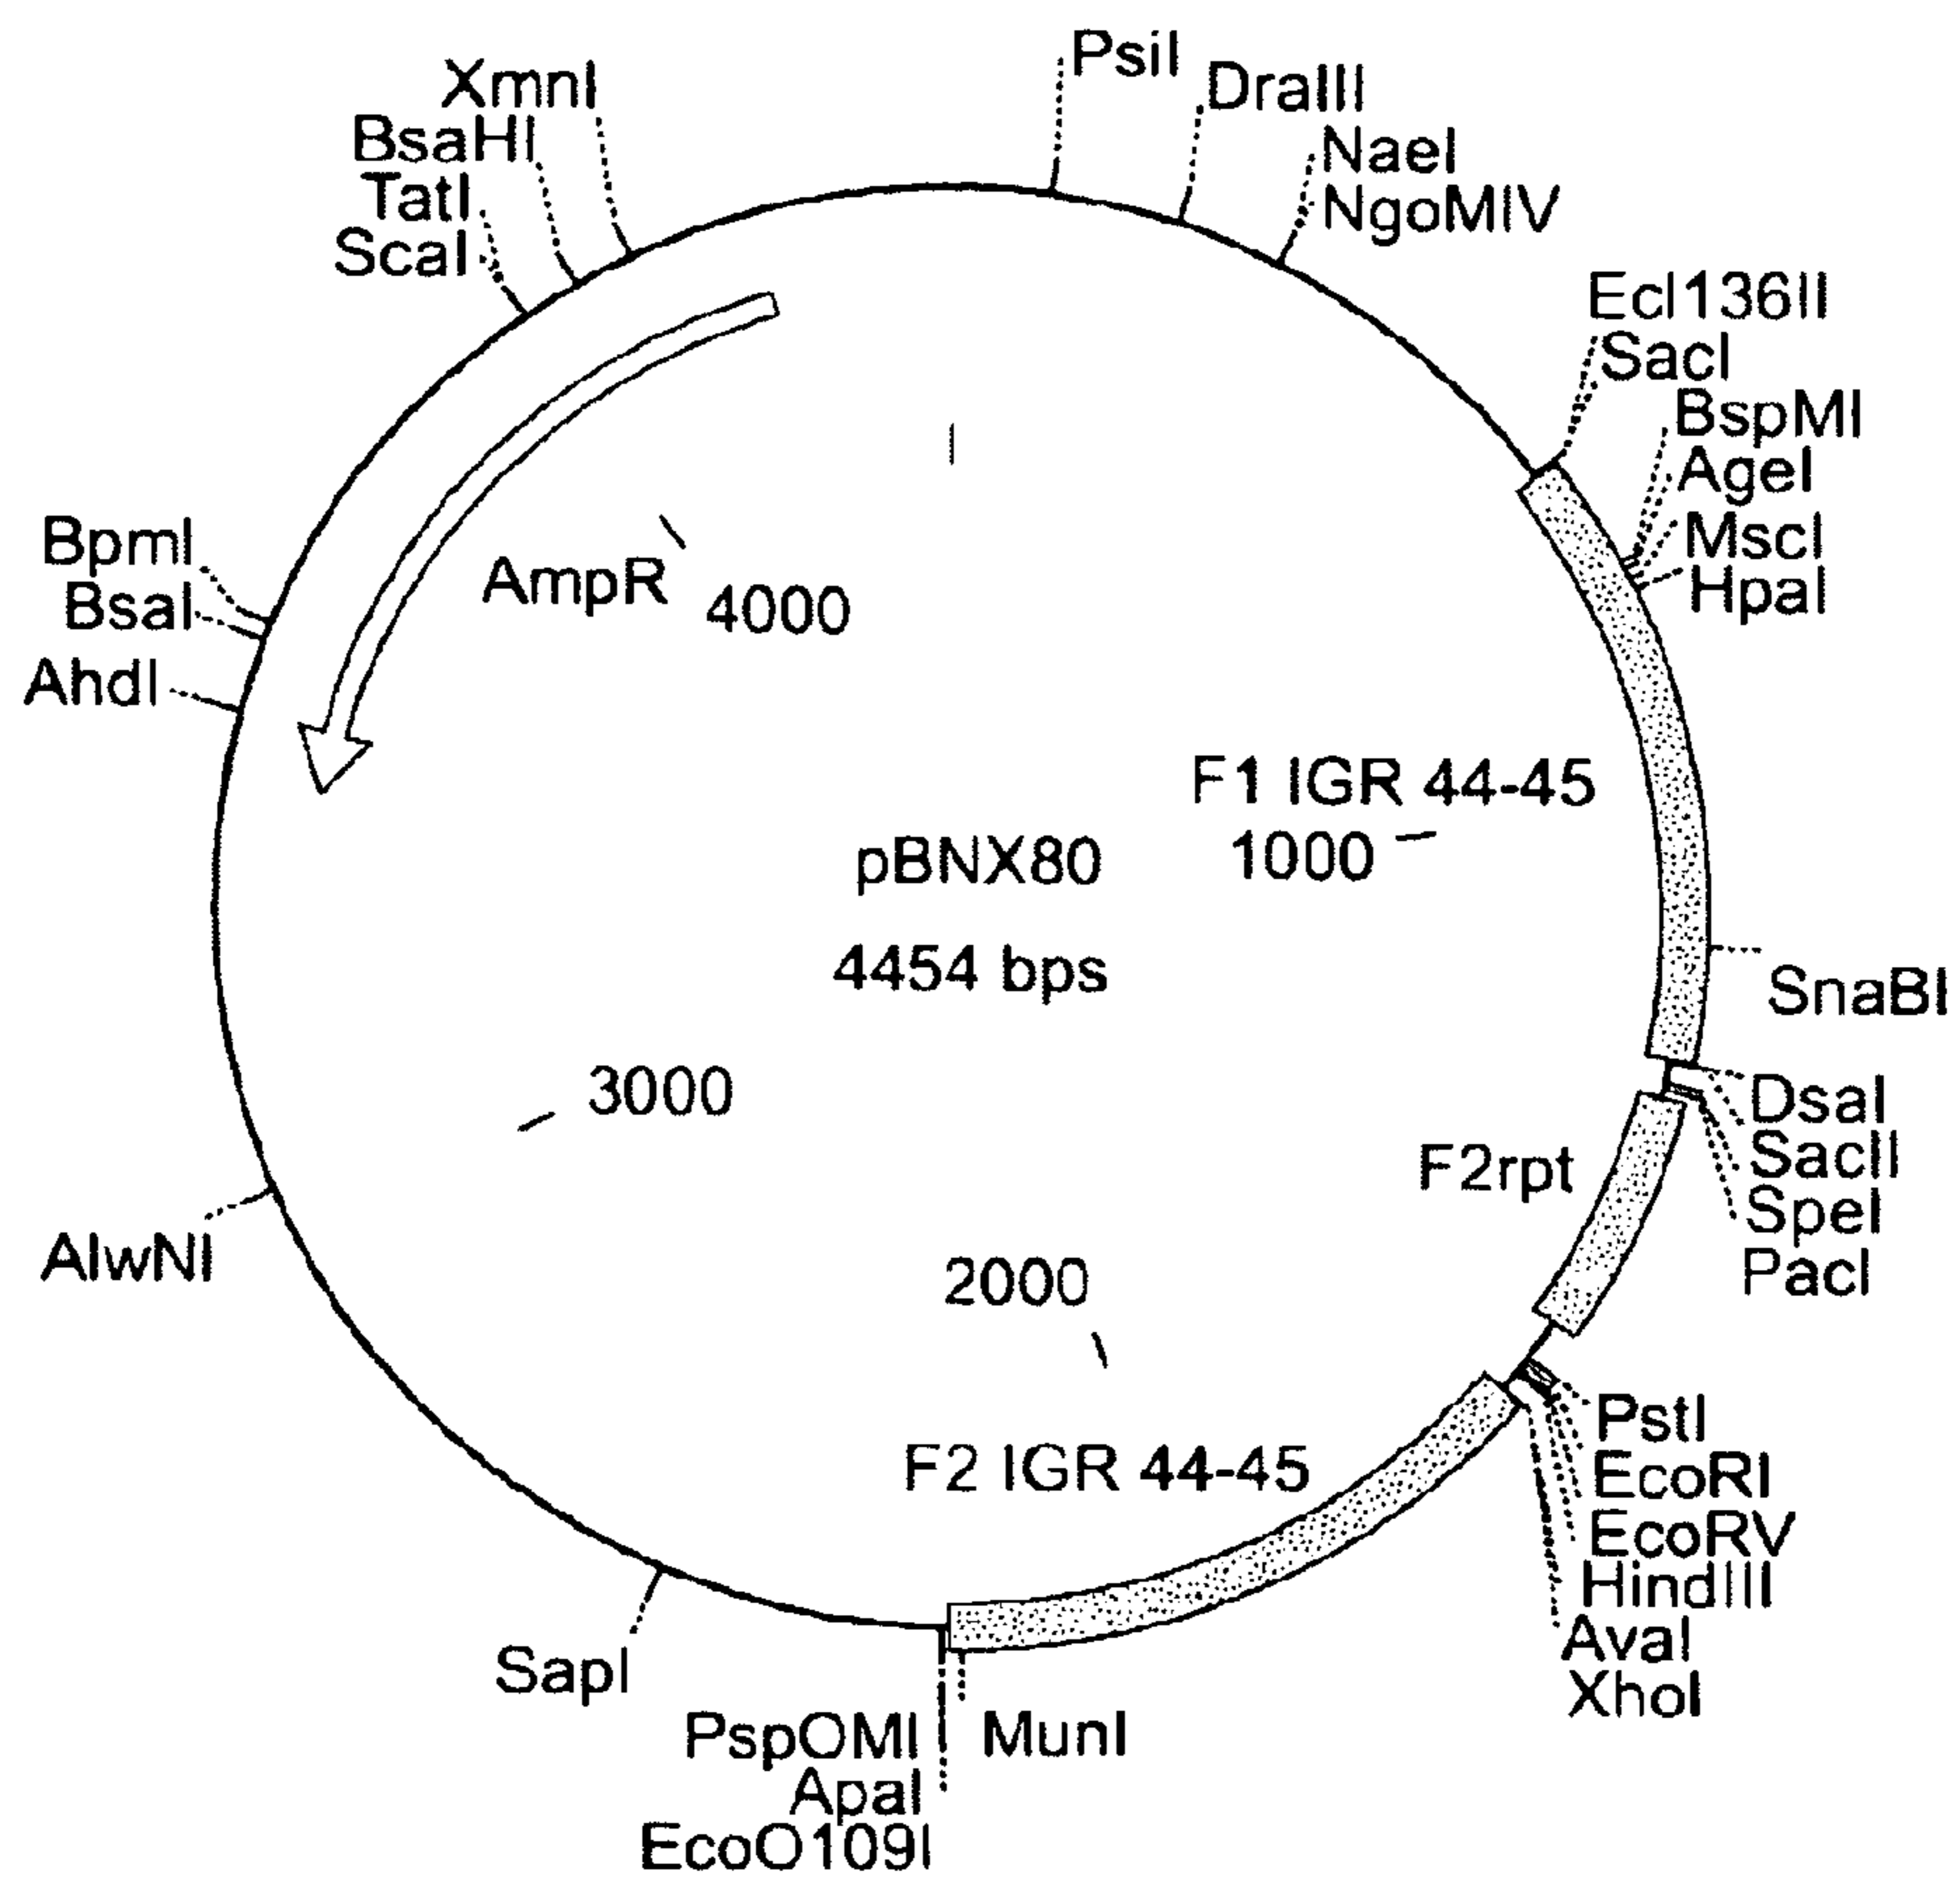 PsiI
DraIII
NaeI
NgoMIV
XmnI
BsaHI
TatI
ScaI
Ecl136II
SacI
BspMI
AgeI
MscI
HpaI
BpmI
BsaI
AhdI
AmpR
4000
F1 IGR 44-45
1000
pBNX80
4454 bps
SnaBI
DsaI
SacII
SpeI
PacI
3000
F2rpt
AlwNI
2000
F2 IGR 44-45
PstI
EcoRI
EcoRV
HindIII
AvaI
XhoI
SapI
PspOMI
ApaI
EcoO109I
MunI